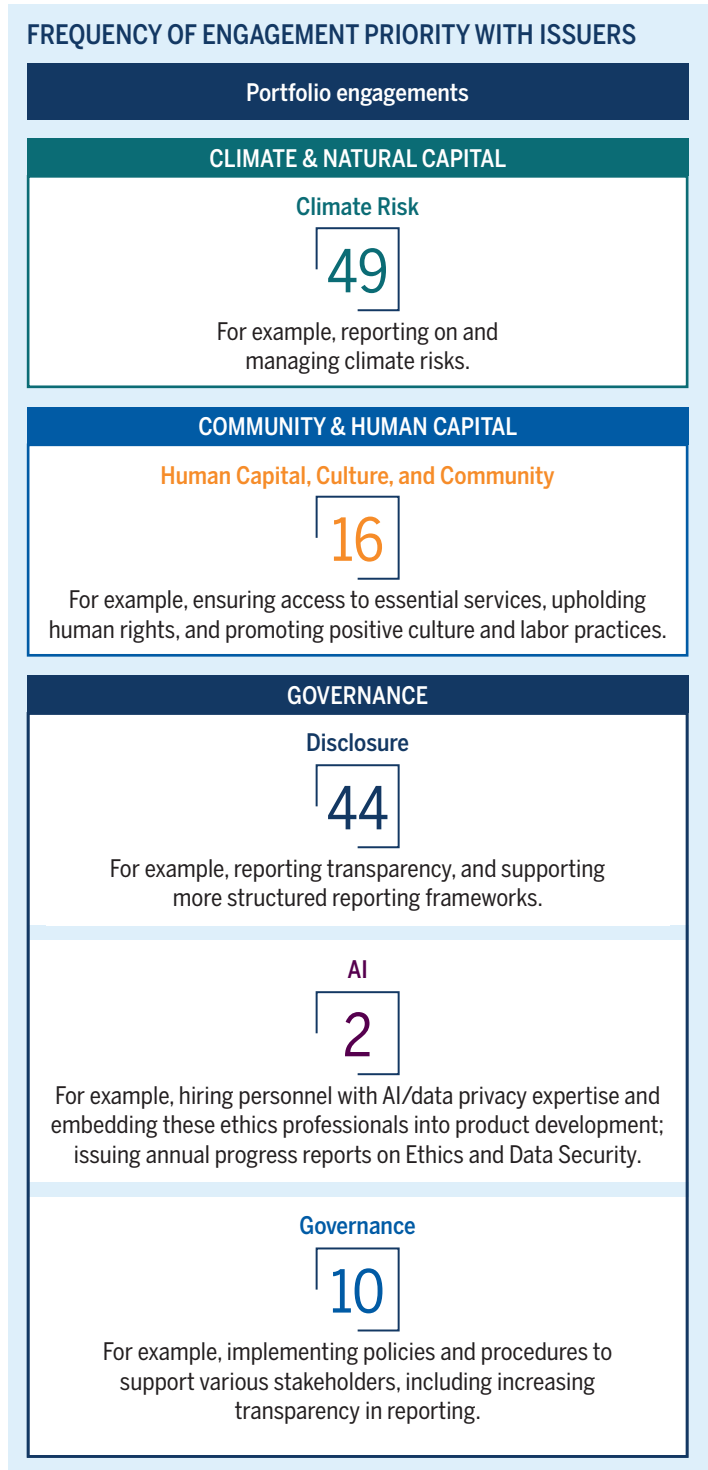 FREQUENCY OF ENGAGEMENT PRIORITY WITH ISSUERS
Portfolio engagements
CLIMATE & NATURAL CAPITAL
Climate Risk
49
For example, reporting on and
managing climate risks.
COMMUNITY & HUMAN CAPITAL
Human Capital, Culture, and Community
16
For example, ensuring access to essential services, upholding
human rights, and promoting positive culture and labor practices.
GOVERNANCE
Disclosure
44
For example, reporting transparency, and supporting
more structured reporting frameworks.
AI
2
For example, hiring personnel with AI/data privacy expertise and
embedding these ethics professionals into product development;
issuing annual progress reports on Ethics and Data Security.
Governance
10
For example, implementing policies and procedures to
support various stakeholders, including increasing
transparency in reporting.